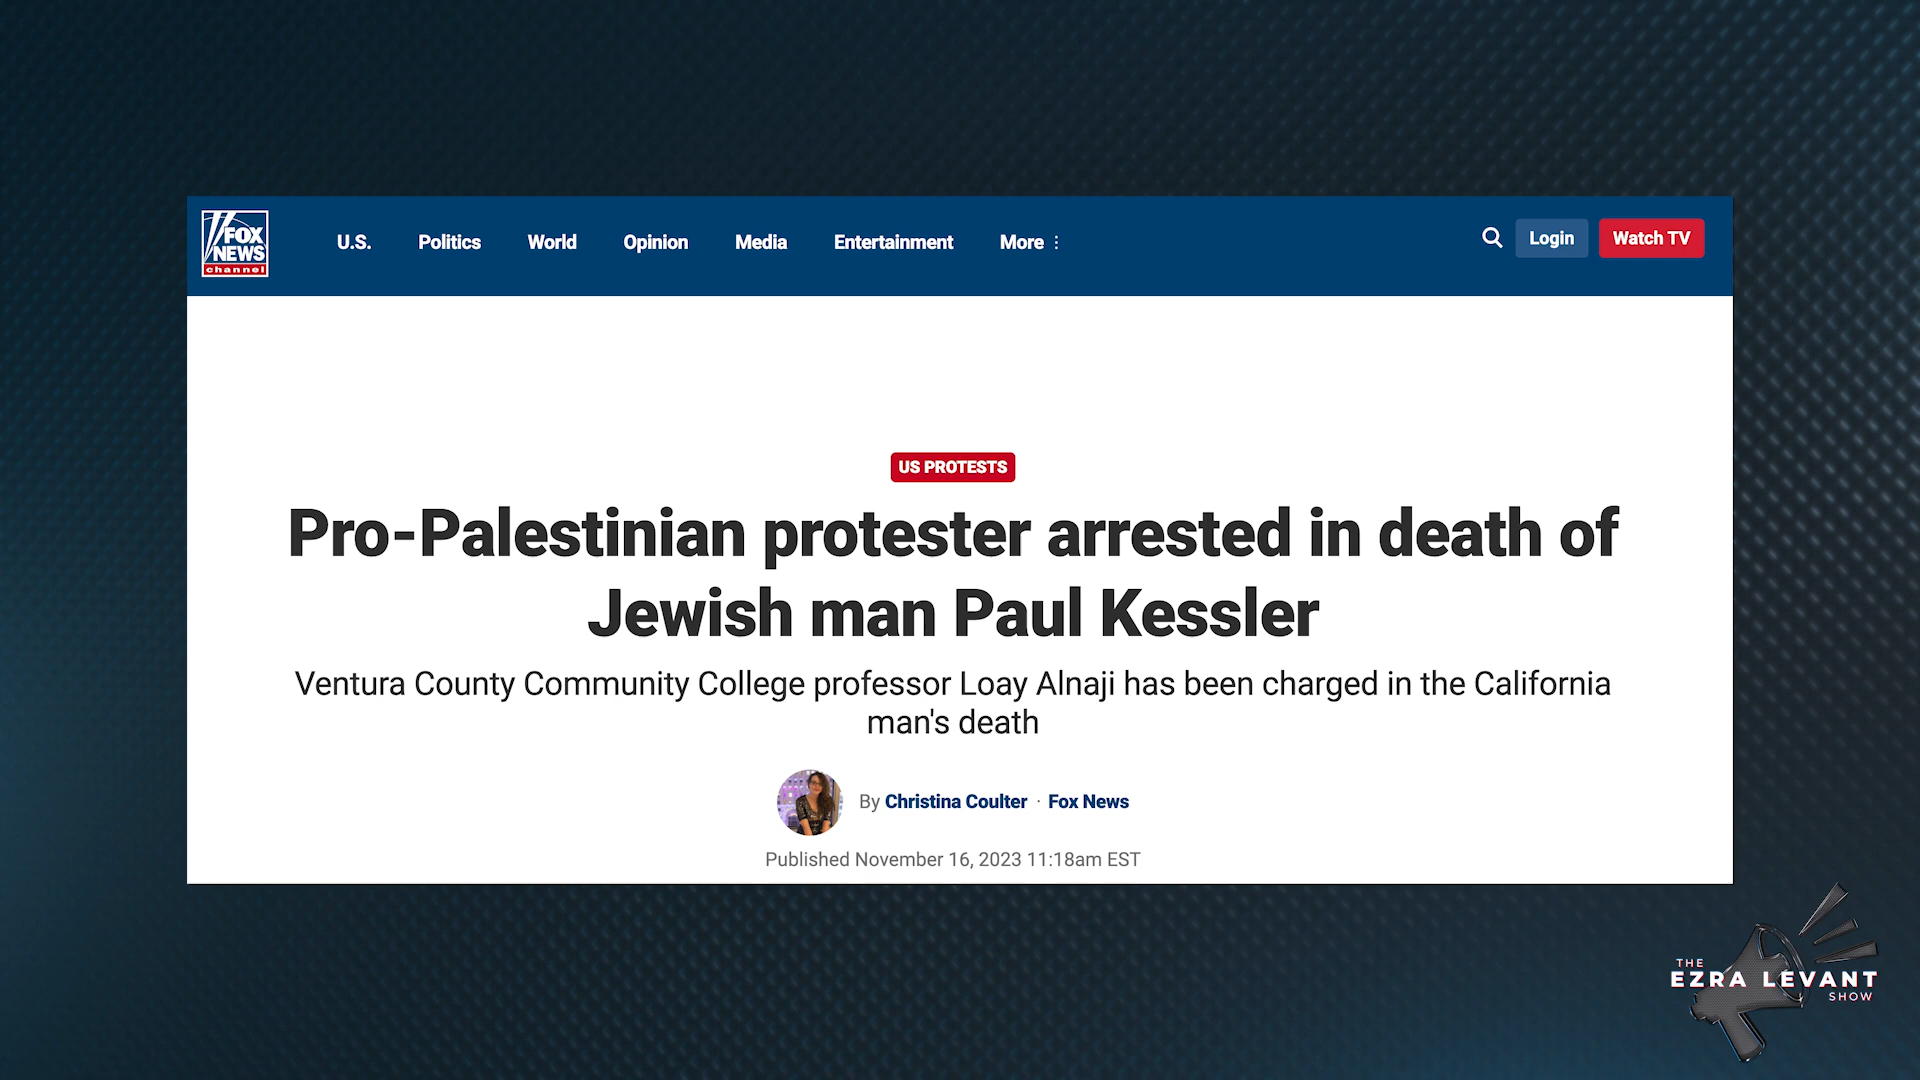 FOX
NEWS
channel
U.S. Politics World Opinion Media Entertainment More
Login
Watch TV
US PROTESTS
Pro-Palestinian protester arrested in death of
Jewish man Paul Kessler
Ventura County Community College professor Loay Alnaji has been charged in the California
man's death
By Christina Coulter · Fox News
Published November 16, 2023 11:18am EST
THE
EZRA LEVANT
SHOW